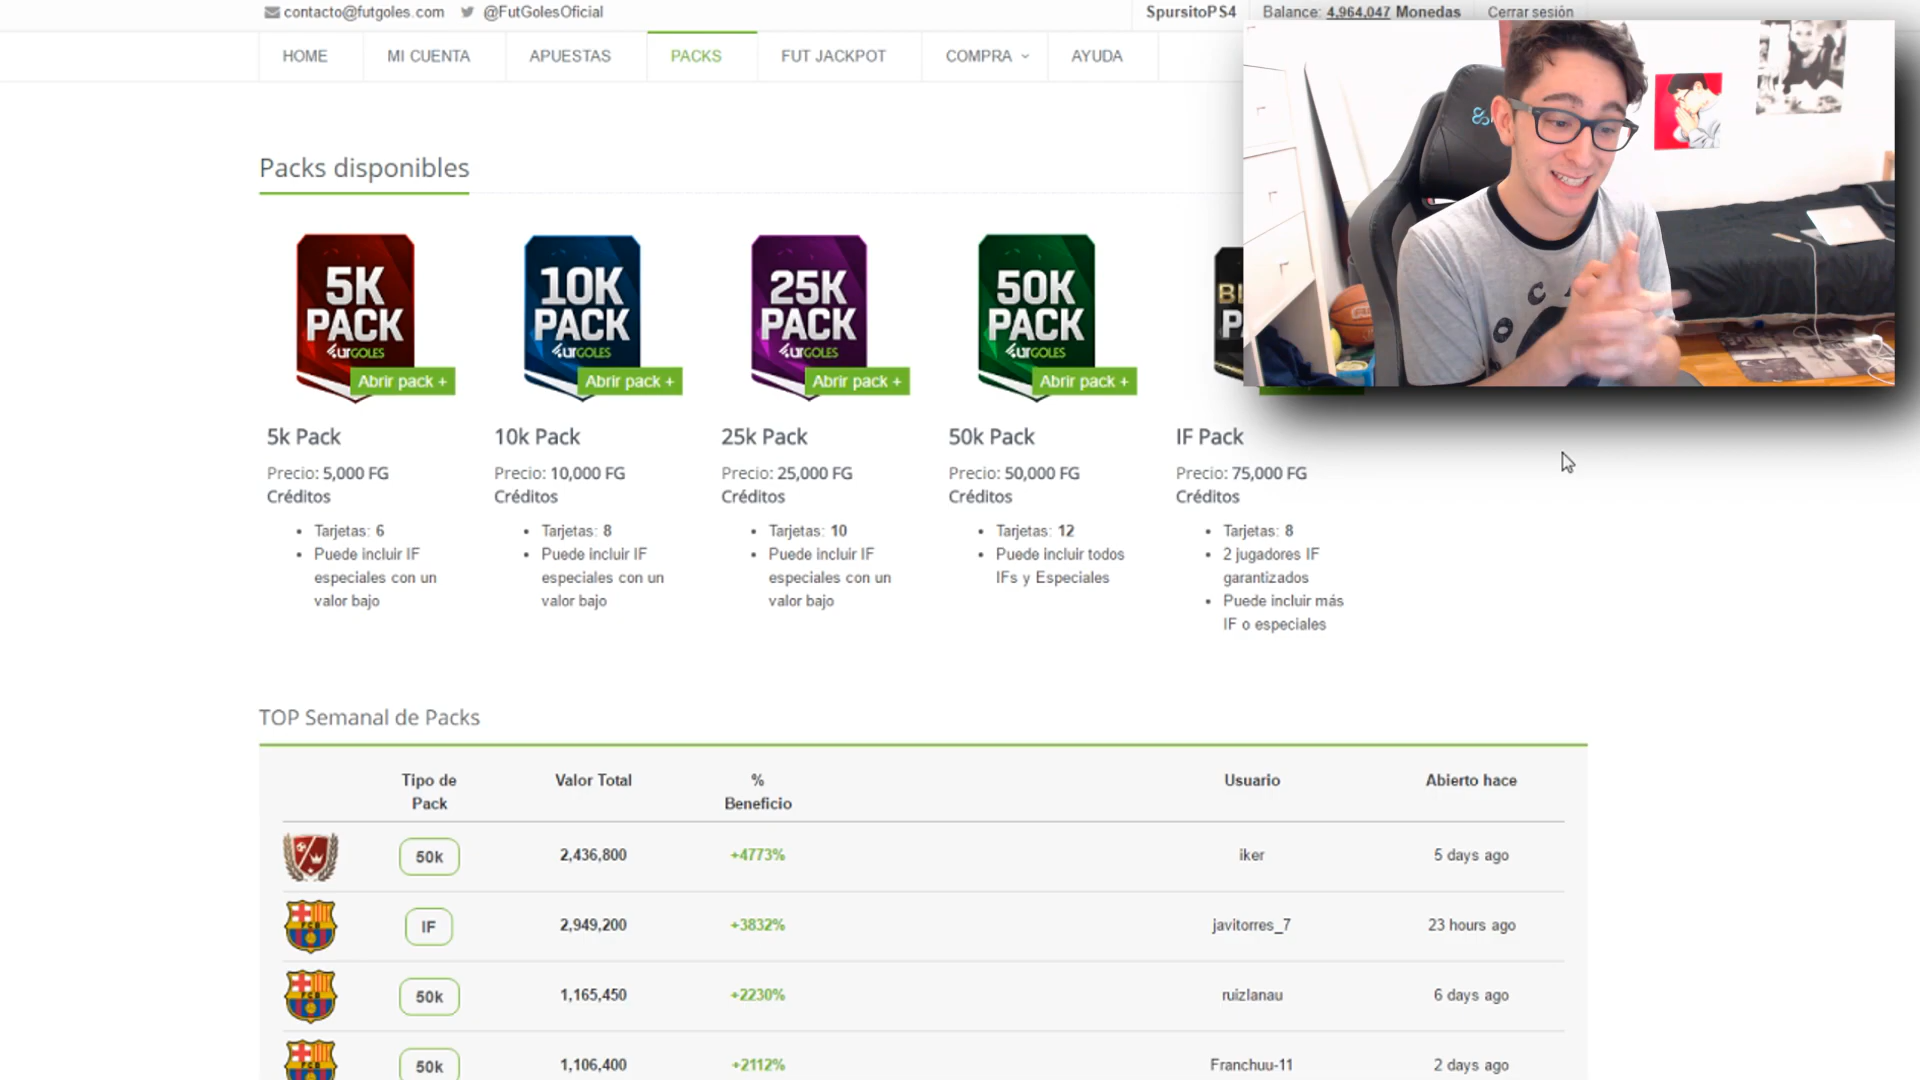 contacto@futgoles.com @FutGolesOficial SpursitoPS4 Balance: 4,964,047 Monedas Cerrar sesión
HOME MI CUENTA APUESTAS PACKS FUT JACKPOT COMPRA AYUDA
Packs disponibles
5K PACK FUTGOLES
Abrir pack +
10K PACK FUTGOLES
Abrir pack +
25K PACK FUTGOLES
Abrir pack +
50K PACK FUTGOLES
Abrir pack +
5k Pack
Precio: 5,000 FG
Créditos
Tarjetas: 6
Puede incluir IF
especiales con un
valor bajo
10k Pack
Precio: 10,000 FG
Créditos
Tarjetas: 8
Puede incluir IF
especiales con un
valor bajo
25k Pack
Precio: 25,000 FG
Créditos
Tarjetas: 10
Puede incluir IF
especiales con un
valor bajo
50k Pack
Precio: 50,000 FG
Créditos
Tarjetas: 12
Puede incluir todos
IFs y Especiales
IF Pack
Precio: 75,000 FG
Créditos
Tarjetas: 8
2 jugadores IF
garantizados
Puede incluir más
IF o especiales
TOP Semanal de Packs
Tipo de Pack Valor Total % Beneficio Usuario Abierto hace
50k 2,436,800 +4773% iker 5 days ago
IF 2,949,200 +3832% javitorres_7 23 hours ago
50k 1,165,450 +2230% ruizlanau 6 days ago
50k 1,106,400 +2112% Franchuu-11 2 days ago